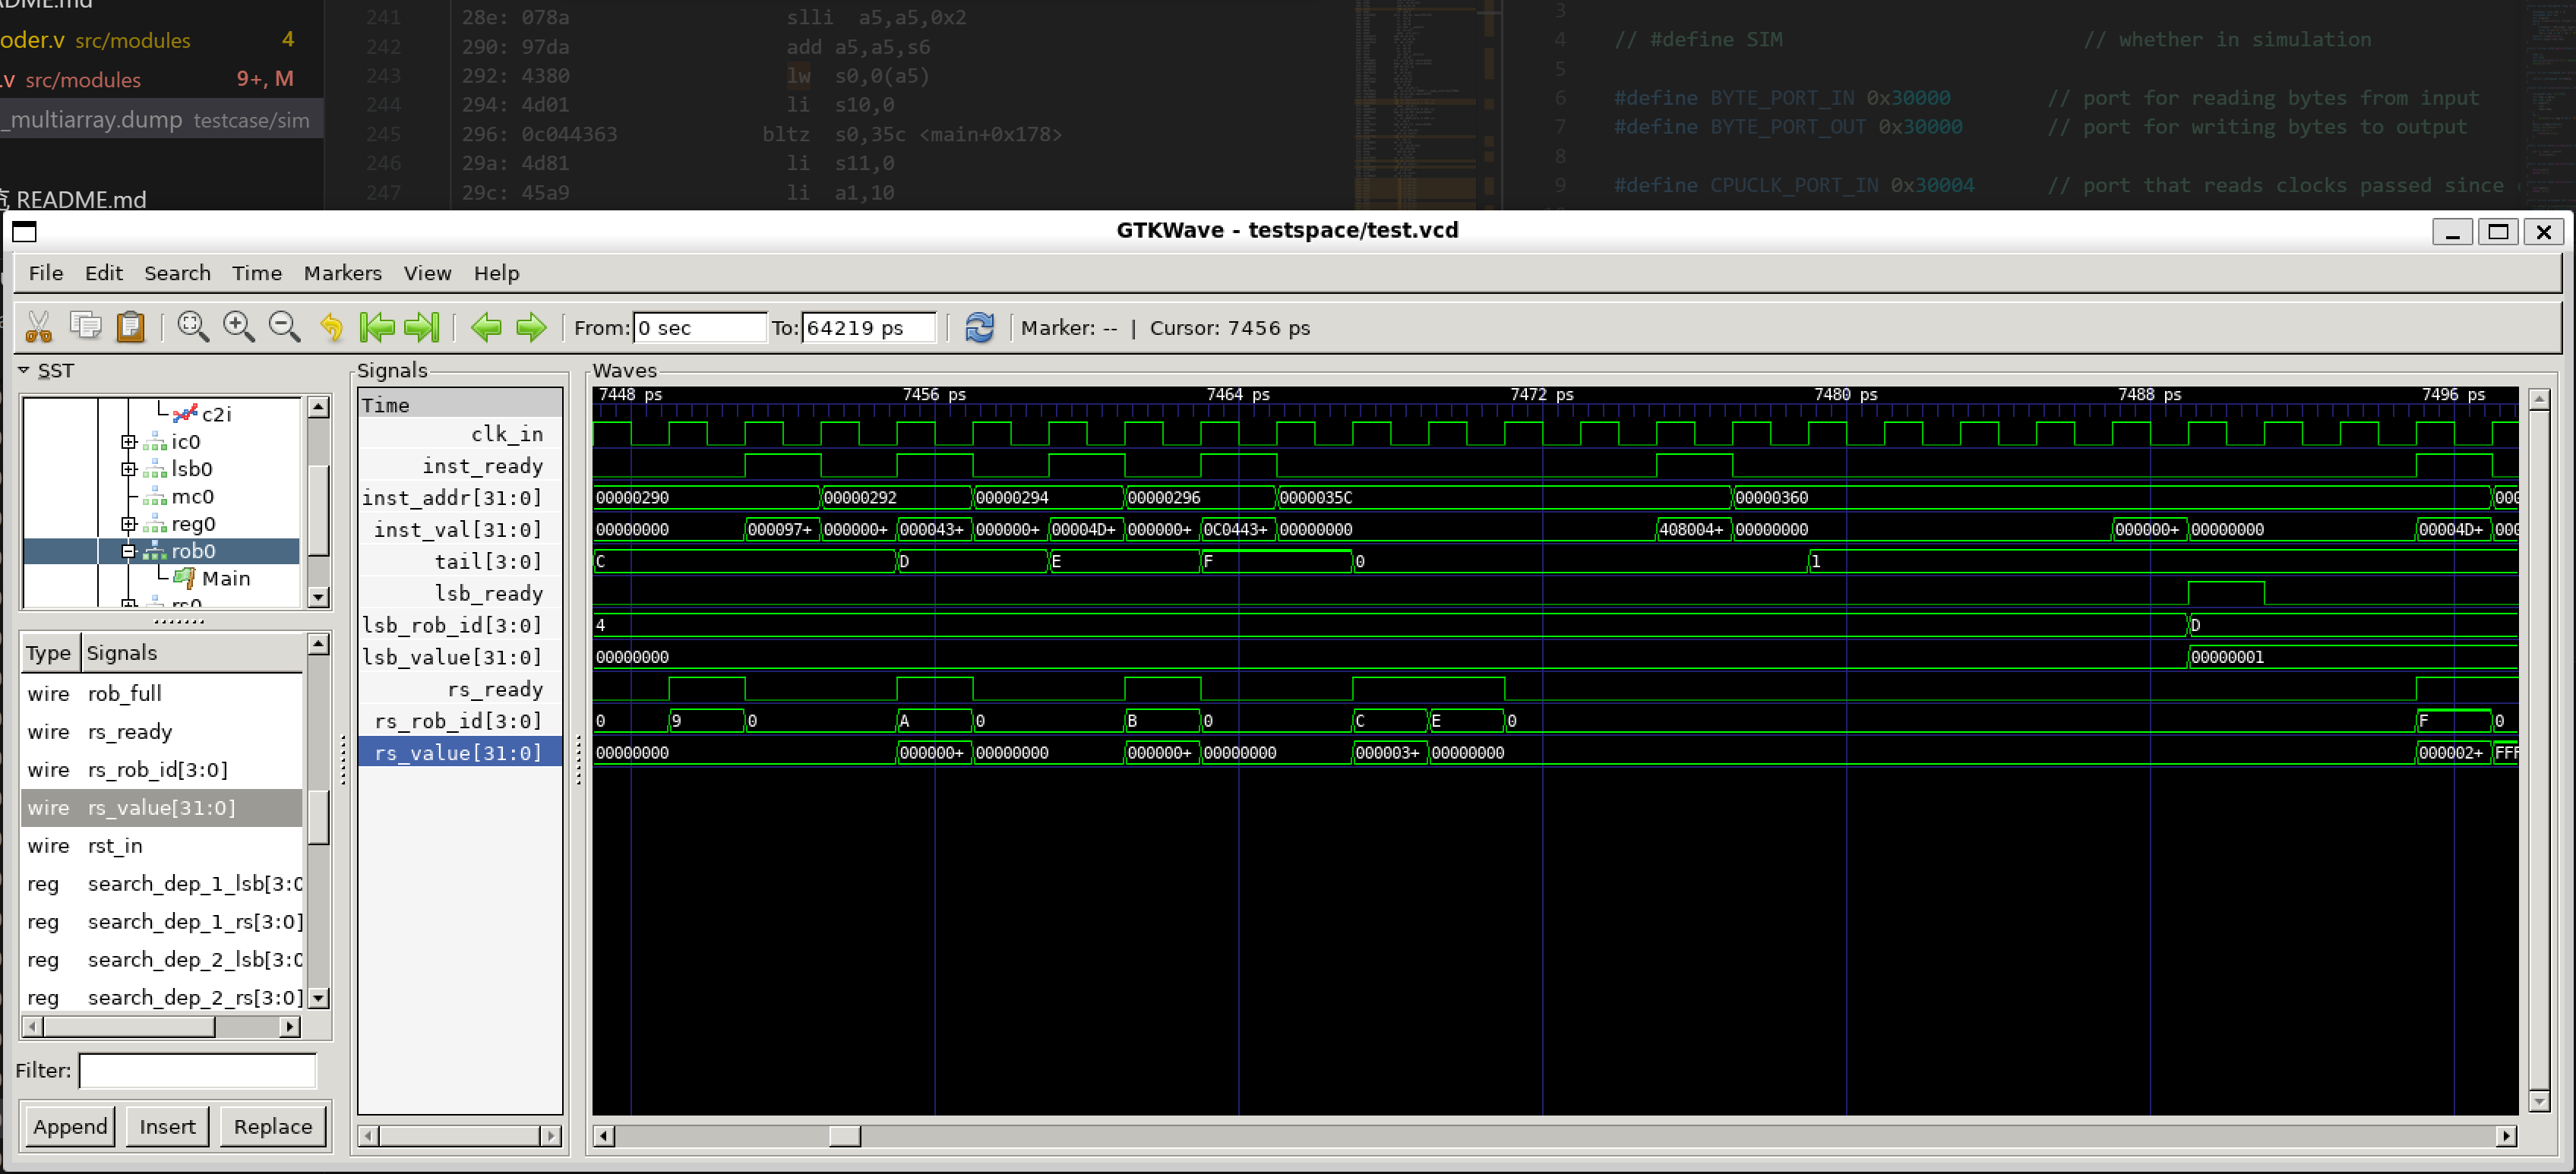 DME.md
oder.v src/modules 4
.v src/modules 9+, M
_multiarray.dump testcase/sim
README.md
241 28e: 078a slli a5,a5,0x2
242 290: 97da add a5,a5,s6
243 292: 4380 lw s0,0(a5)
244 294: 4d01 li s10,0
245 296: 0c044363 bltz s0,35c <main+0x178>
246 29a: 4d81 li s11,0
247 29c: 45a9 li a1,10
3
4 // #define SIM // whether in simulation
5
6 #define BYTE_PORT_IN 0x30000 // port for reading bytes from input
7 #define BYTE_PORT_OUT 0x30000 // port for writing bytes to output
8
9 #define CPUCLK_PORT_IN 0x30004 // port that reads clocks passed since
GTKWave - testspace/test.vcd
File Edit Search Time Markers View Help
From: 0 sec To: 64219 ps Marker: -- | Cursor: 7456 ps
SST
c2i
ic0
lsb0
mc0
reg0
rob0
Main
rs0
Type Signals
wire rob_full
wire rs_ready
wire rs_rob_id[3:0]
wire rs_value[31:0]
wire rst_in
reg search_dep_1_lsb[3:0
reg search_dep_1_rs[3:0]
reg search_dep_2_lsb[3:0
reg search_dep_2_rs[3:0]
Filter:
Append Insert Replace
Signals
Time
clk_in
inst_ready
inst_addr[31:0]
inst_val[31:0]
tail[3:0]
lsb_ready
lsb_rob_id[3:0]
lsb_value[31:0]
rs_ready
rs_rob_id[3:0]
rs_value[31:0]
Waves
7448 ps 7456 ps 7464 ps 7472 ps 7480 ps 7488 ps 7496 ps
00000290 00000292 00000294 00000296 0000035C 00000360 000
00000000 000097+ 000000+ 000043+ 000000+ 00004D+ 000000+ 0C0443+ 00000000 408004+ 00000000 000000+ 00000000 00004D+ 000
C D E F 0 1
4 D
00000000 00000001
0 9 0 A 0 B 0 C E 0 F 0
00000000 000000+ 00000000 000000+ 00000000 000003+ 00000000 000002+ FFF